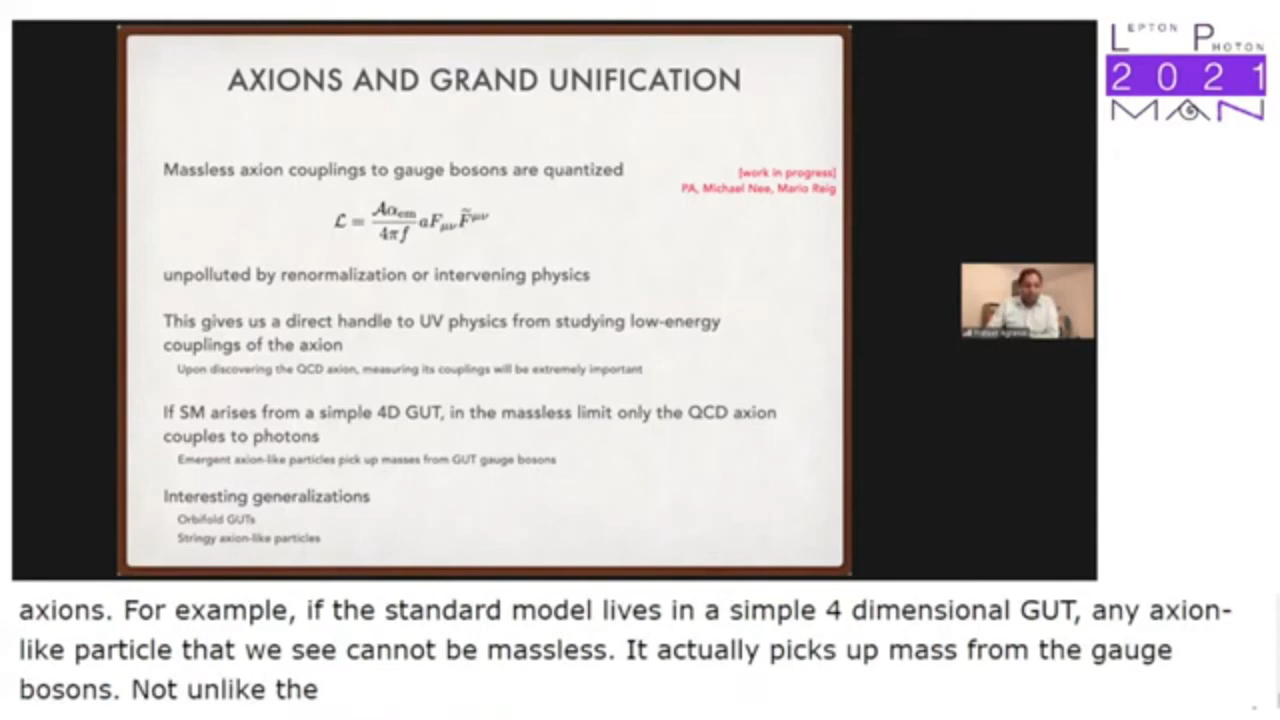 AXIONS AND GRAND UNIFICATION
Massless axion couplings to gauge bosons are quantized
[work in progress]
PA, Michael Nee, Mario Reig
ℒ = 𝒜α_em / 4πf a F_μν F̃^μν
unpolluted by renormalization or intervening physics
This gives us a direct handle to UV physics from studying low-energy
couplings of the axion
Upon discovering the QCD axion, measuring its couplings will be extremely important
If SM arises from a simple 4D GUT, in the massless limit only the QCD axion
couples to photons
Emergent axion-like particles pick up masses from GUT gauge bosons
Interesting generalizations
Orbifold GUTs
Stringy axion-like particles
LEPTON PHOTON
2021
MAN
axions. For example, if the standard model lives in a simple 4 dimensional GUT, any axion-
like particle that we see cannot be massless. It actually picks up mass from the gauge
bosons. Not unlike the